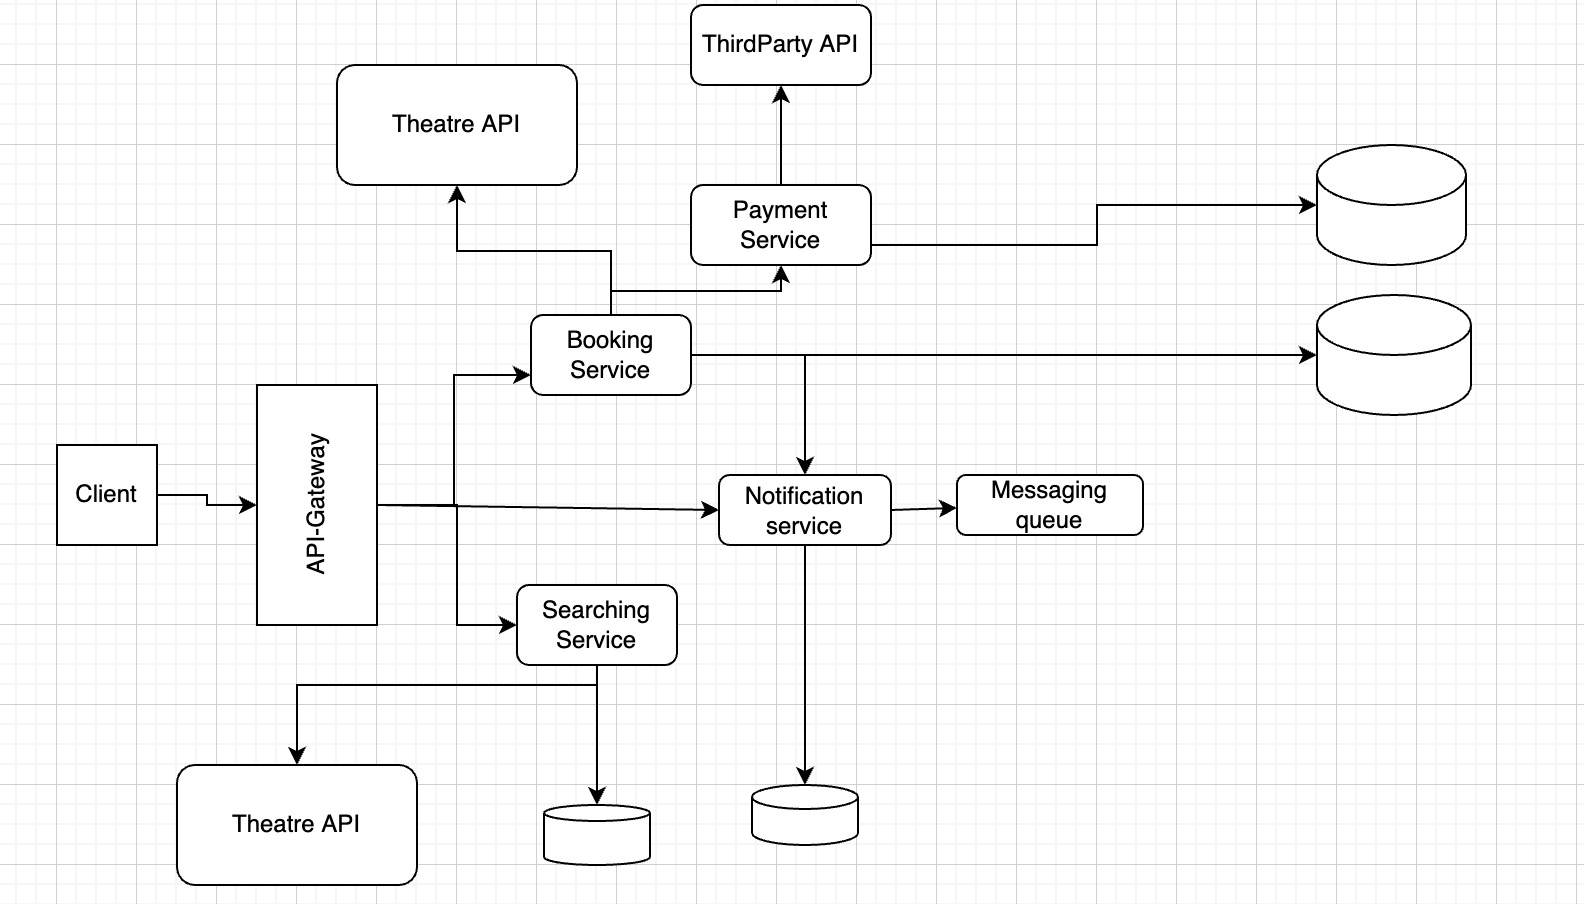 ThirdParty API
Theatre API
Payment
Service
Booking
Service
Client
API-Gateway
Notification
service
Messaging
queue
Searching
Service
Theatre API